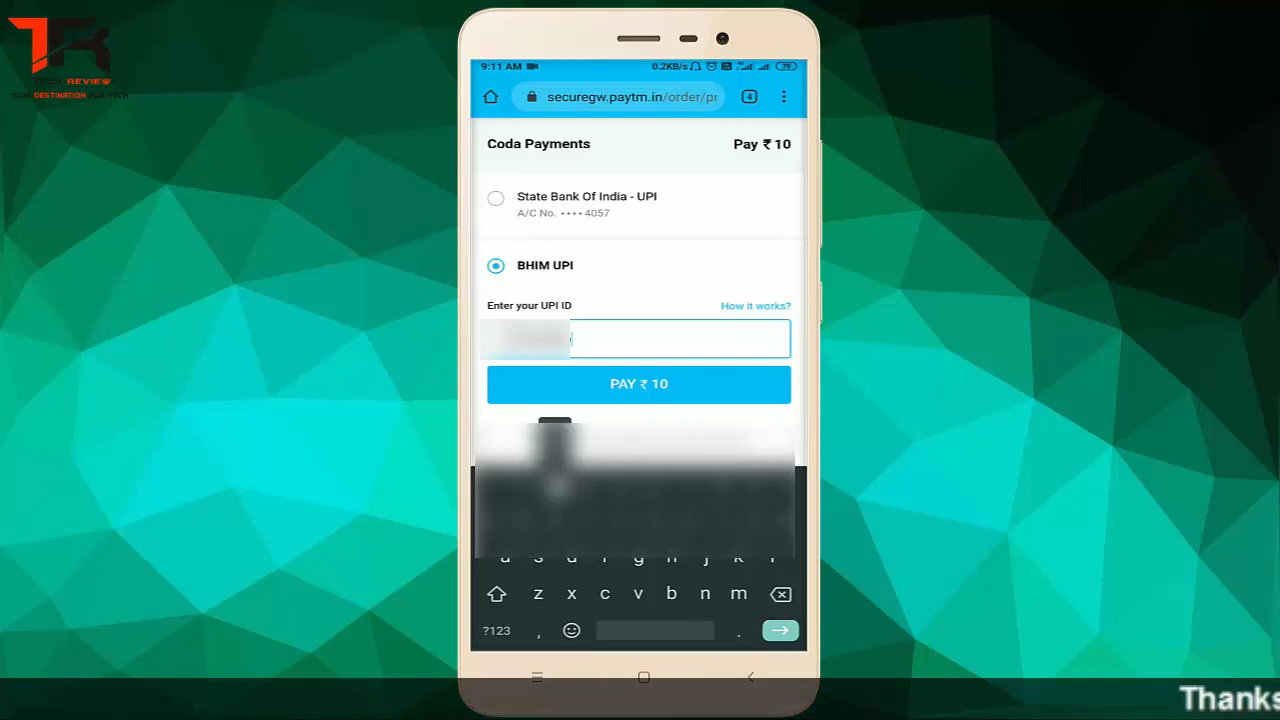 TR
REVIEW
YOUR DESTINATION FOR TECH
9:11 AM
0.2KB/s
79
securegw.paytm.in/order/pr
4
Coda Payments
Pay ₹ 10
State Bank Of India - UPI
A/C No. •••• 4057
BHIM UPI
Enter your UPI ID
How it works?
PAY ₹ 10
a s d f g h j k l
z x c v b n m
?123 , .
Thanks